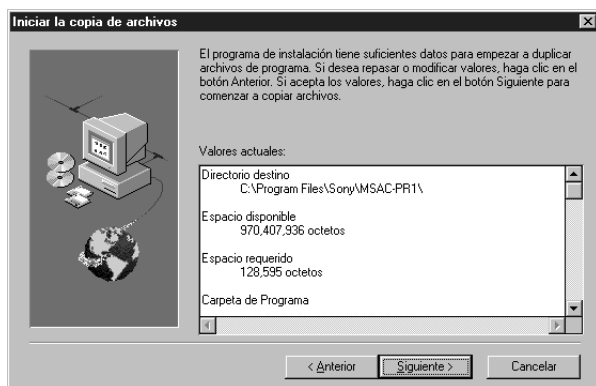 Iniciar la copia de archivos
El programa de instalación tiene suficientes datos para empezar a duplicar
archivos de programa. Si desea repasar o modificar valores, haga clic en el
botón Anterior. Si acepta los valores, haga clic en el botón Siguiente para
comenzar a copiar archivos.
Valores actuales:
Directorio destino
C:\Program Files\Sony\MSAC-PR1\
Espacio disponible
970,407,936 octetos
Espacio requerido
128,595 octetos
Carpeta de Programa
< Anterior
Siguiente >
Cancelar